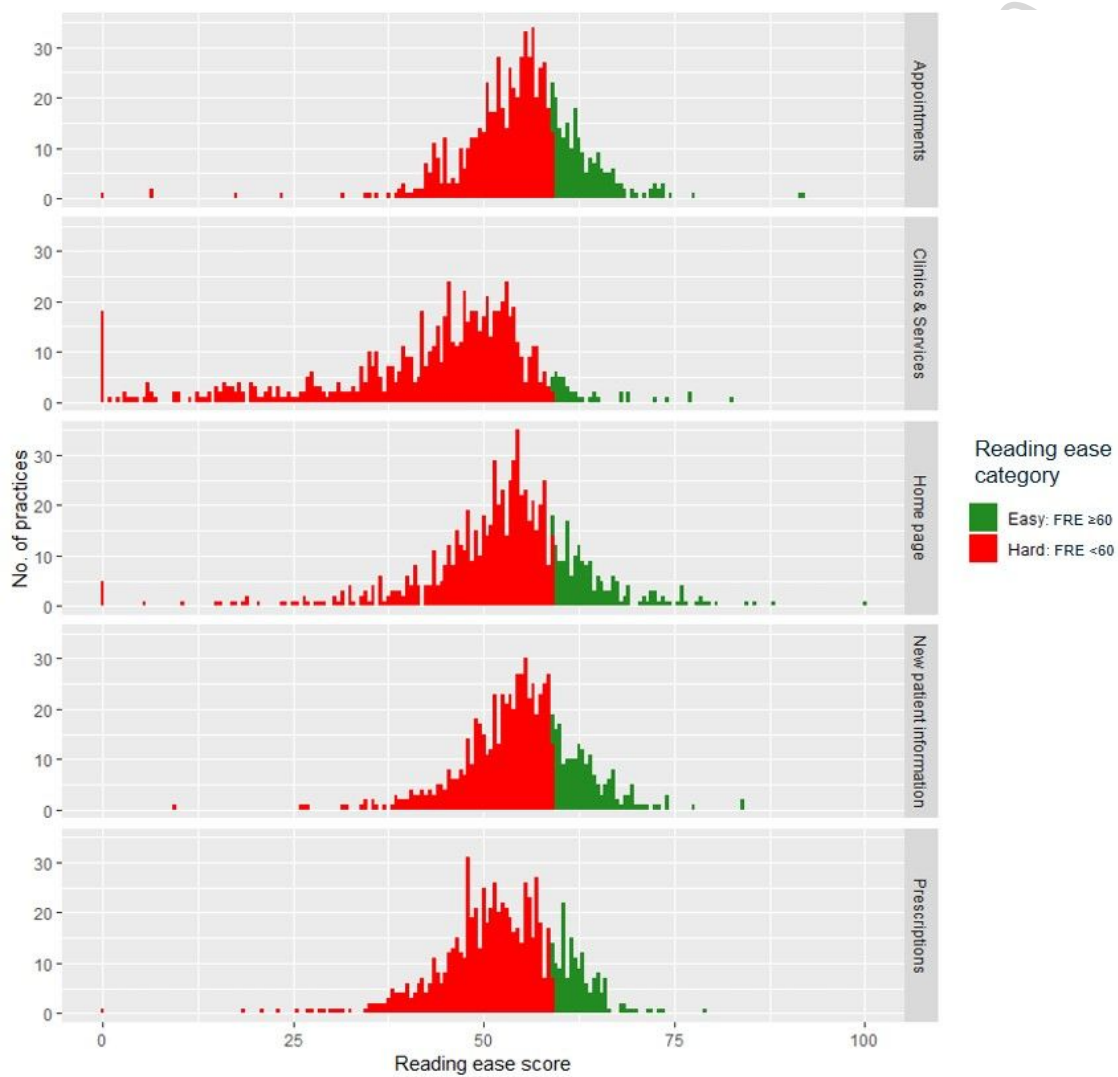 30
20
10
0
Appointments
30
20
10
0
Clinics & Services
30
20
10
0
Home page
30
20
10
0
New patient information
30
20
10
0
Prescriptions
No. of practices
0 25 50 75 100
Reading ease score
Reading ease
category
Easy: FRE ≥60
Hard: FRE <60